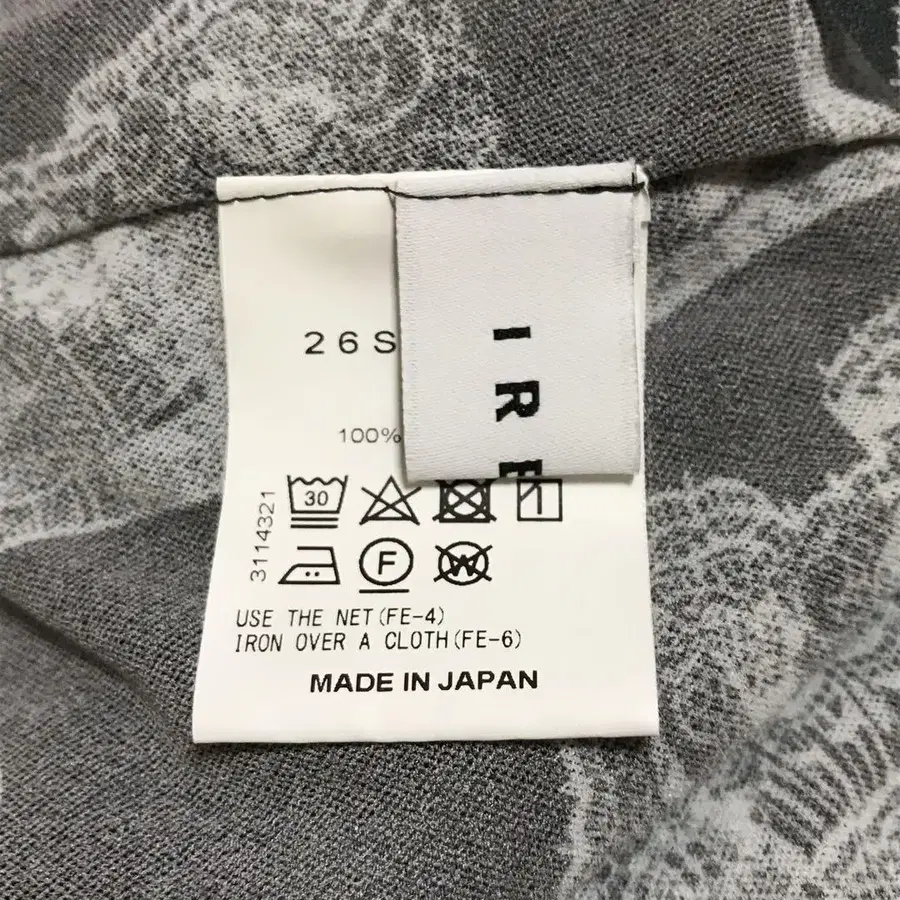 26S
I R E
100%
3114321
30
F
W
USE THE NET(FE-4)
IRON OVER A CLOTH(FE-6)
MADE IN JAPAN